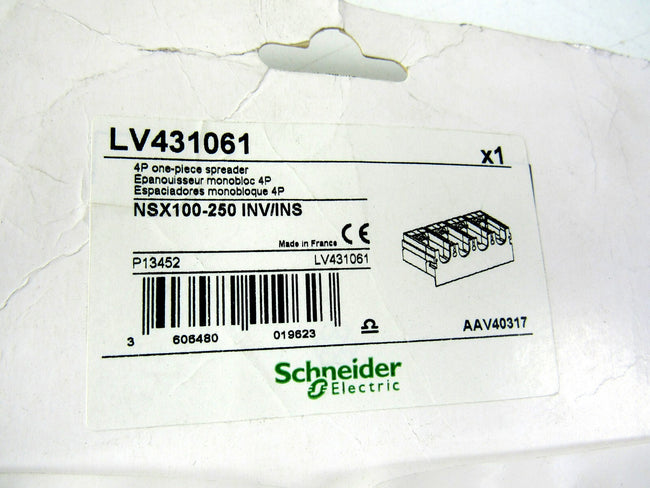 LV431061
x1
4P one-piece spreader
Epanouisseur monobloc 4P
Espaciadores monobloque 4P
NSX100-250 INV/INS
Made in France CE
P13452 LV431061
3 606480 019623
AAV40317
Schneider
Electric